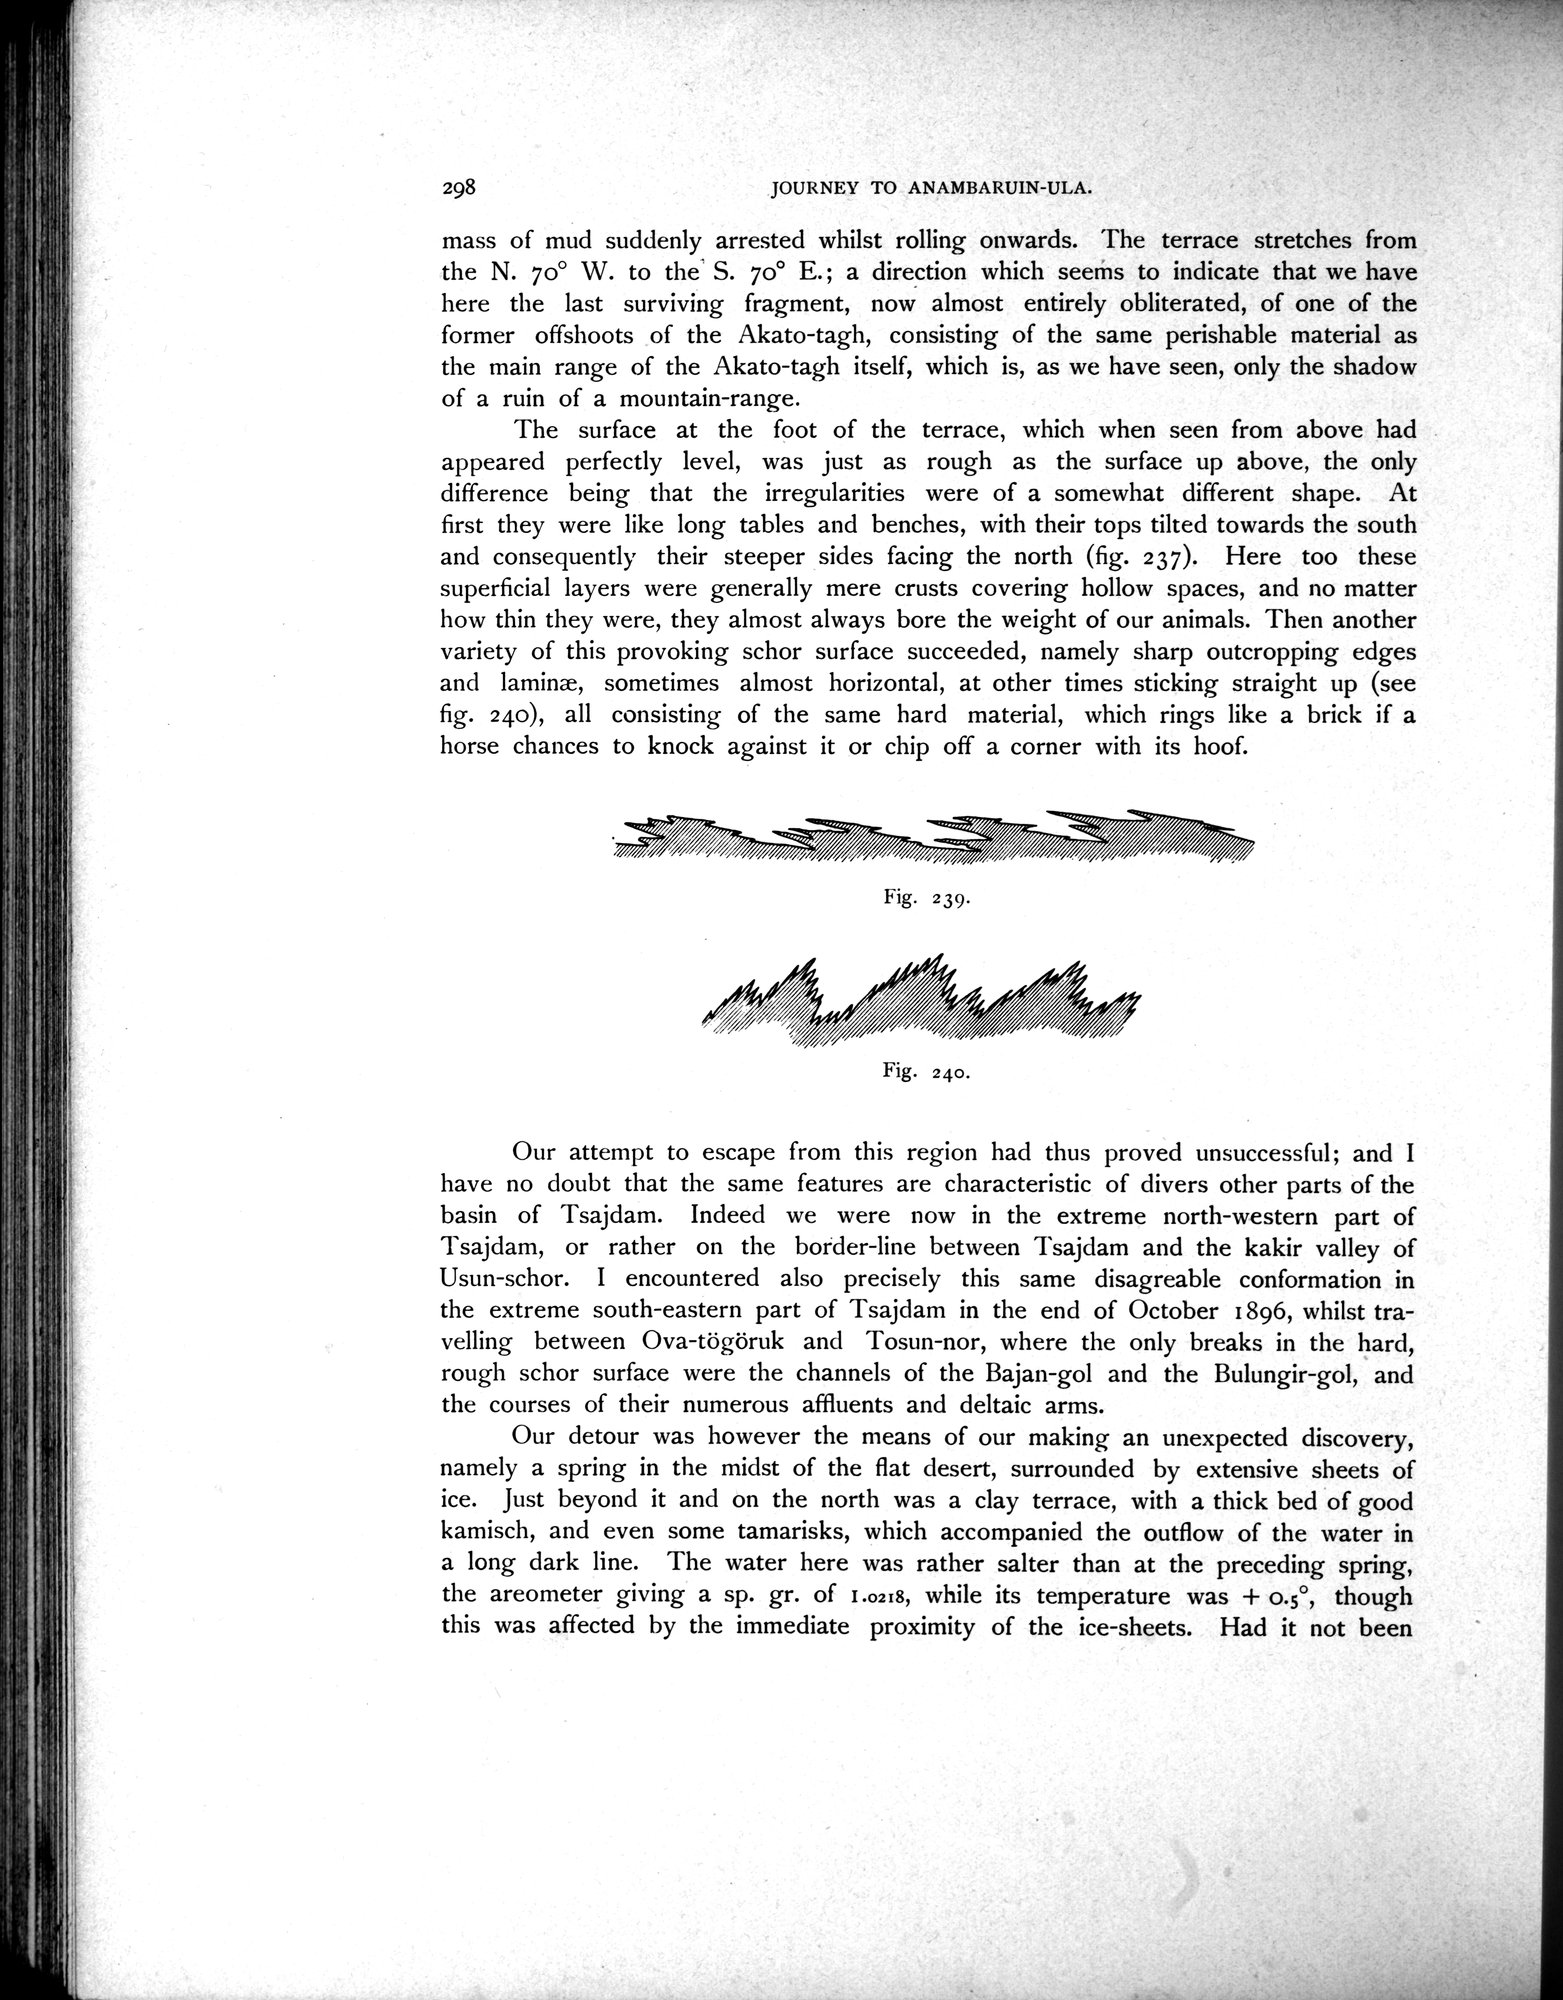 298 JOURNEY TO ANAMBARUIN-ULA.
mass of mud suddenly arrested whilst rolling onwards. The terrace stretches from
the N. 70° W. to the S. 70° E.; a direction which seems to indicate that we have
here the last surviving fragment, now almost entirely obliterated, of one of the
former offshoots of the Akato-tagh, consisting of the same perishable material as
the main range of the Akato-tagh itself, which is, as we have seen, only the shadow
of a ruin of a mountain-range.
The surface at the foot of the terrace, which when seen from above had
appeared perfectly level, was just as rough as the surface up above, the only
difference being that the irregularities were of a somewhat different shape. At
first they were like long tables and benches, with their tops tilted towards the south
and consequently their steeper sides facing the north (fig. 237). Here too these
superficial layers were generally mere crusts covering hollow spaces, and no matter
how thin they were, they almost always bore the weight of our animals. Then another
variety of this provoking schor surface succeeded, namely sharp outcropping edges
and laminæ, sometimes almost horizontal, at other times sticking straight up (see
fig. 240), all consisting of the same hard material, which rings like a brick if a
horse chances to knock against it or chip off a corner with its hoof.
Fig. 239.
Fig. 240.
Our attempt to escape from this region had thus proved unsuccessful; and I
have no doubt that the same features are characteristic of divers other parts of the
basin of Tsajdam. Indeed we were now in the extreme north-western part of
Tsajdam, or rather on the border-line between Tsajdam and the kakir valley of
Usun-schor. I encountered also precisely this same disagreable conformation in
the extreme south-eastern part of Tsajdam in the end of October 1896, whilst tra-
velling between Ova-tögöruk and Tosun-nor, where the only breaks in the hard,
rough schor surface were the channels of the Bajan-gol and the Bulungir-gol, and
the courses of their numerous affluents and deltaic arms.
Our detour was however the means of our making an unexpected discovery,
namely a spring in the midst of the flat desert, surrounded by extensive sheets of
ice. Just beyond it and on the north was a clay terrace, with a thick bed of good
kamisch, and even some tamarisks, which accompanied the outflow of the water in
a long dark line. The water here was rather salter than at the preceding spring,
the areometer giving a sp. gr. of 1.0218, while its temperature was + 0.5°, though
this was affected by the immediate proximity of the ice-sheets. Had it not been